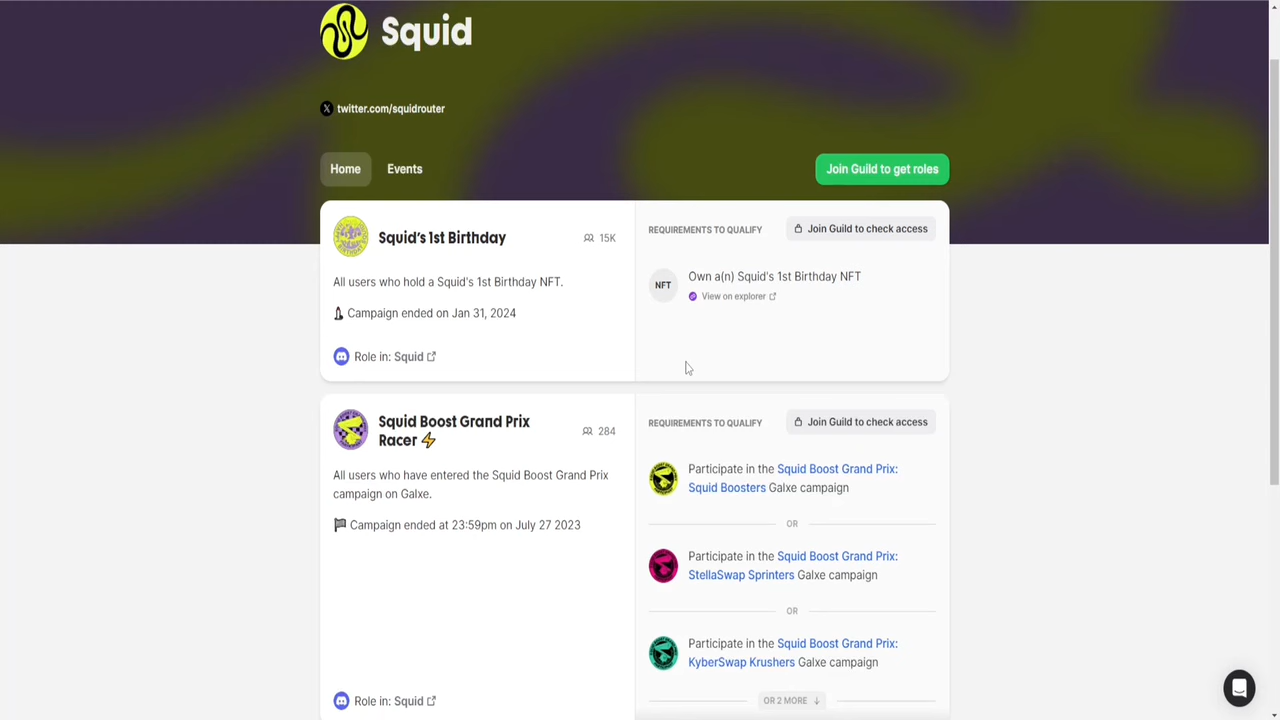 Squid
twitter.com/squidrouter
Home
Events
Join Guild to get roles
Squid's 1st Birthday
15K
All users who hold a Squid's 1st Birthday NFT.
Campaign ended on Jan 31, 2024
Role in: Squid
REQUIREMENTS TO QUALIFY
Join Guild to check access
NFT
Own a(n) Squid's 1st Birthday NFT
View on explorer
Squid Boost Grand Prix
Racer ⚡
284
All users who have entered the Squid Boost Grand Prix
campaign on Galxe.
Campaign ended at 23:59pm on July 27 2023
Role in: Squid
REQUIREMENTS TO QUALIFY
Join Guild to check access
Participate in the Squid Boost Grand Prix:
Squid Boosters Galxe campaign
OR
Participate in the Squid Boost Grand Prix:
StellaSwap Sprinters Galxe campaign
OR
Participate in the Squid Boost Grand Prix:
KyberSwap Krushers Galxe campaign
OR 2 MORE ↓